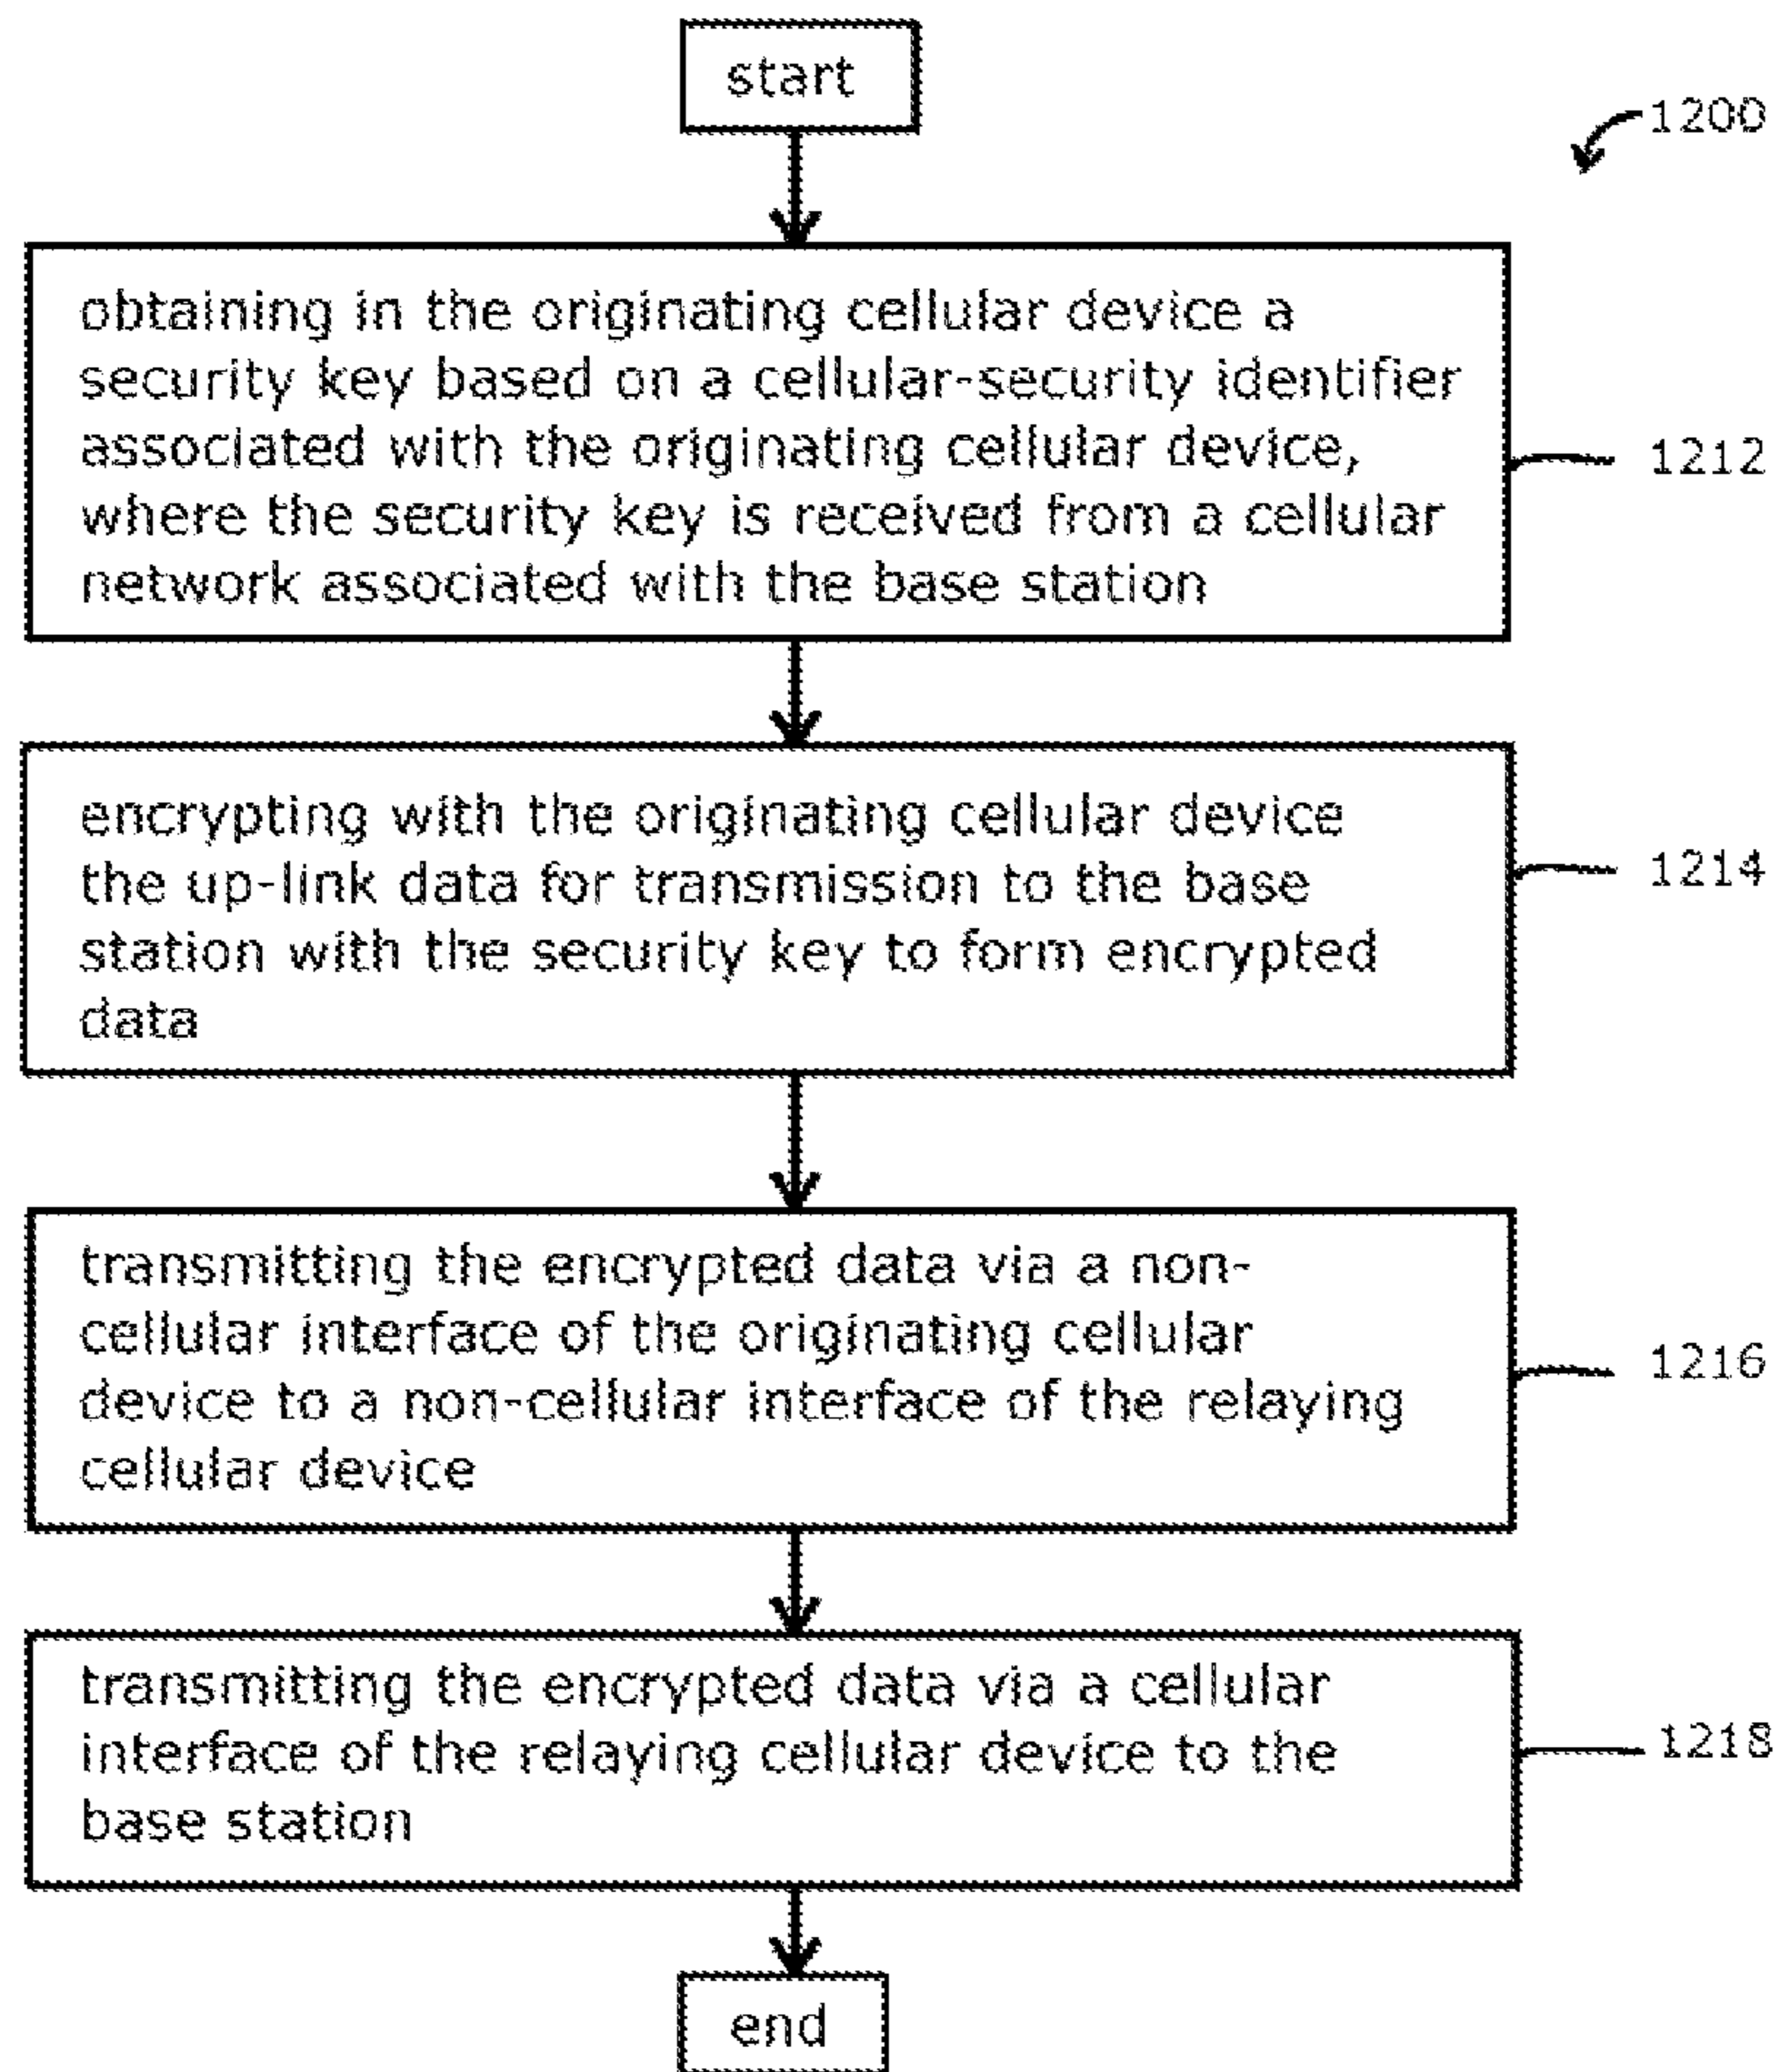 start
1200
obtaining in the originating cellular device a
security key based on a cellular-security identifier
associated with the originating cellular device,
where the security key is received from a cellular
network associated with the base station
1212
encrypting with the originating cellular device
the up-link data for transmission to the base
station with the security key to form encrypted
data
1214
transmitting the encrypted data via a non-
cellular interface of the originating cellular
device to a non-cellular interface of the relaying
cellular device
1216
transmitting the encrypted data via a cellular
interface of the relaying cellular device to the
base station
1218
end